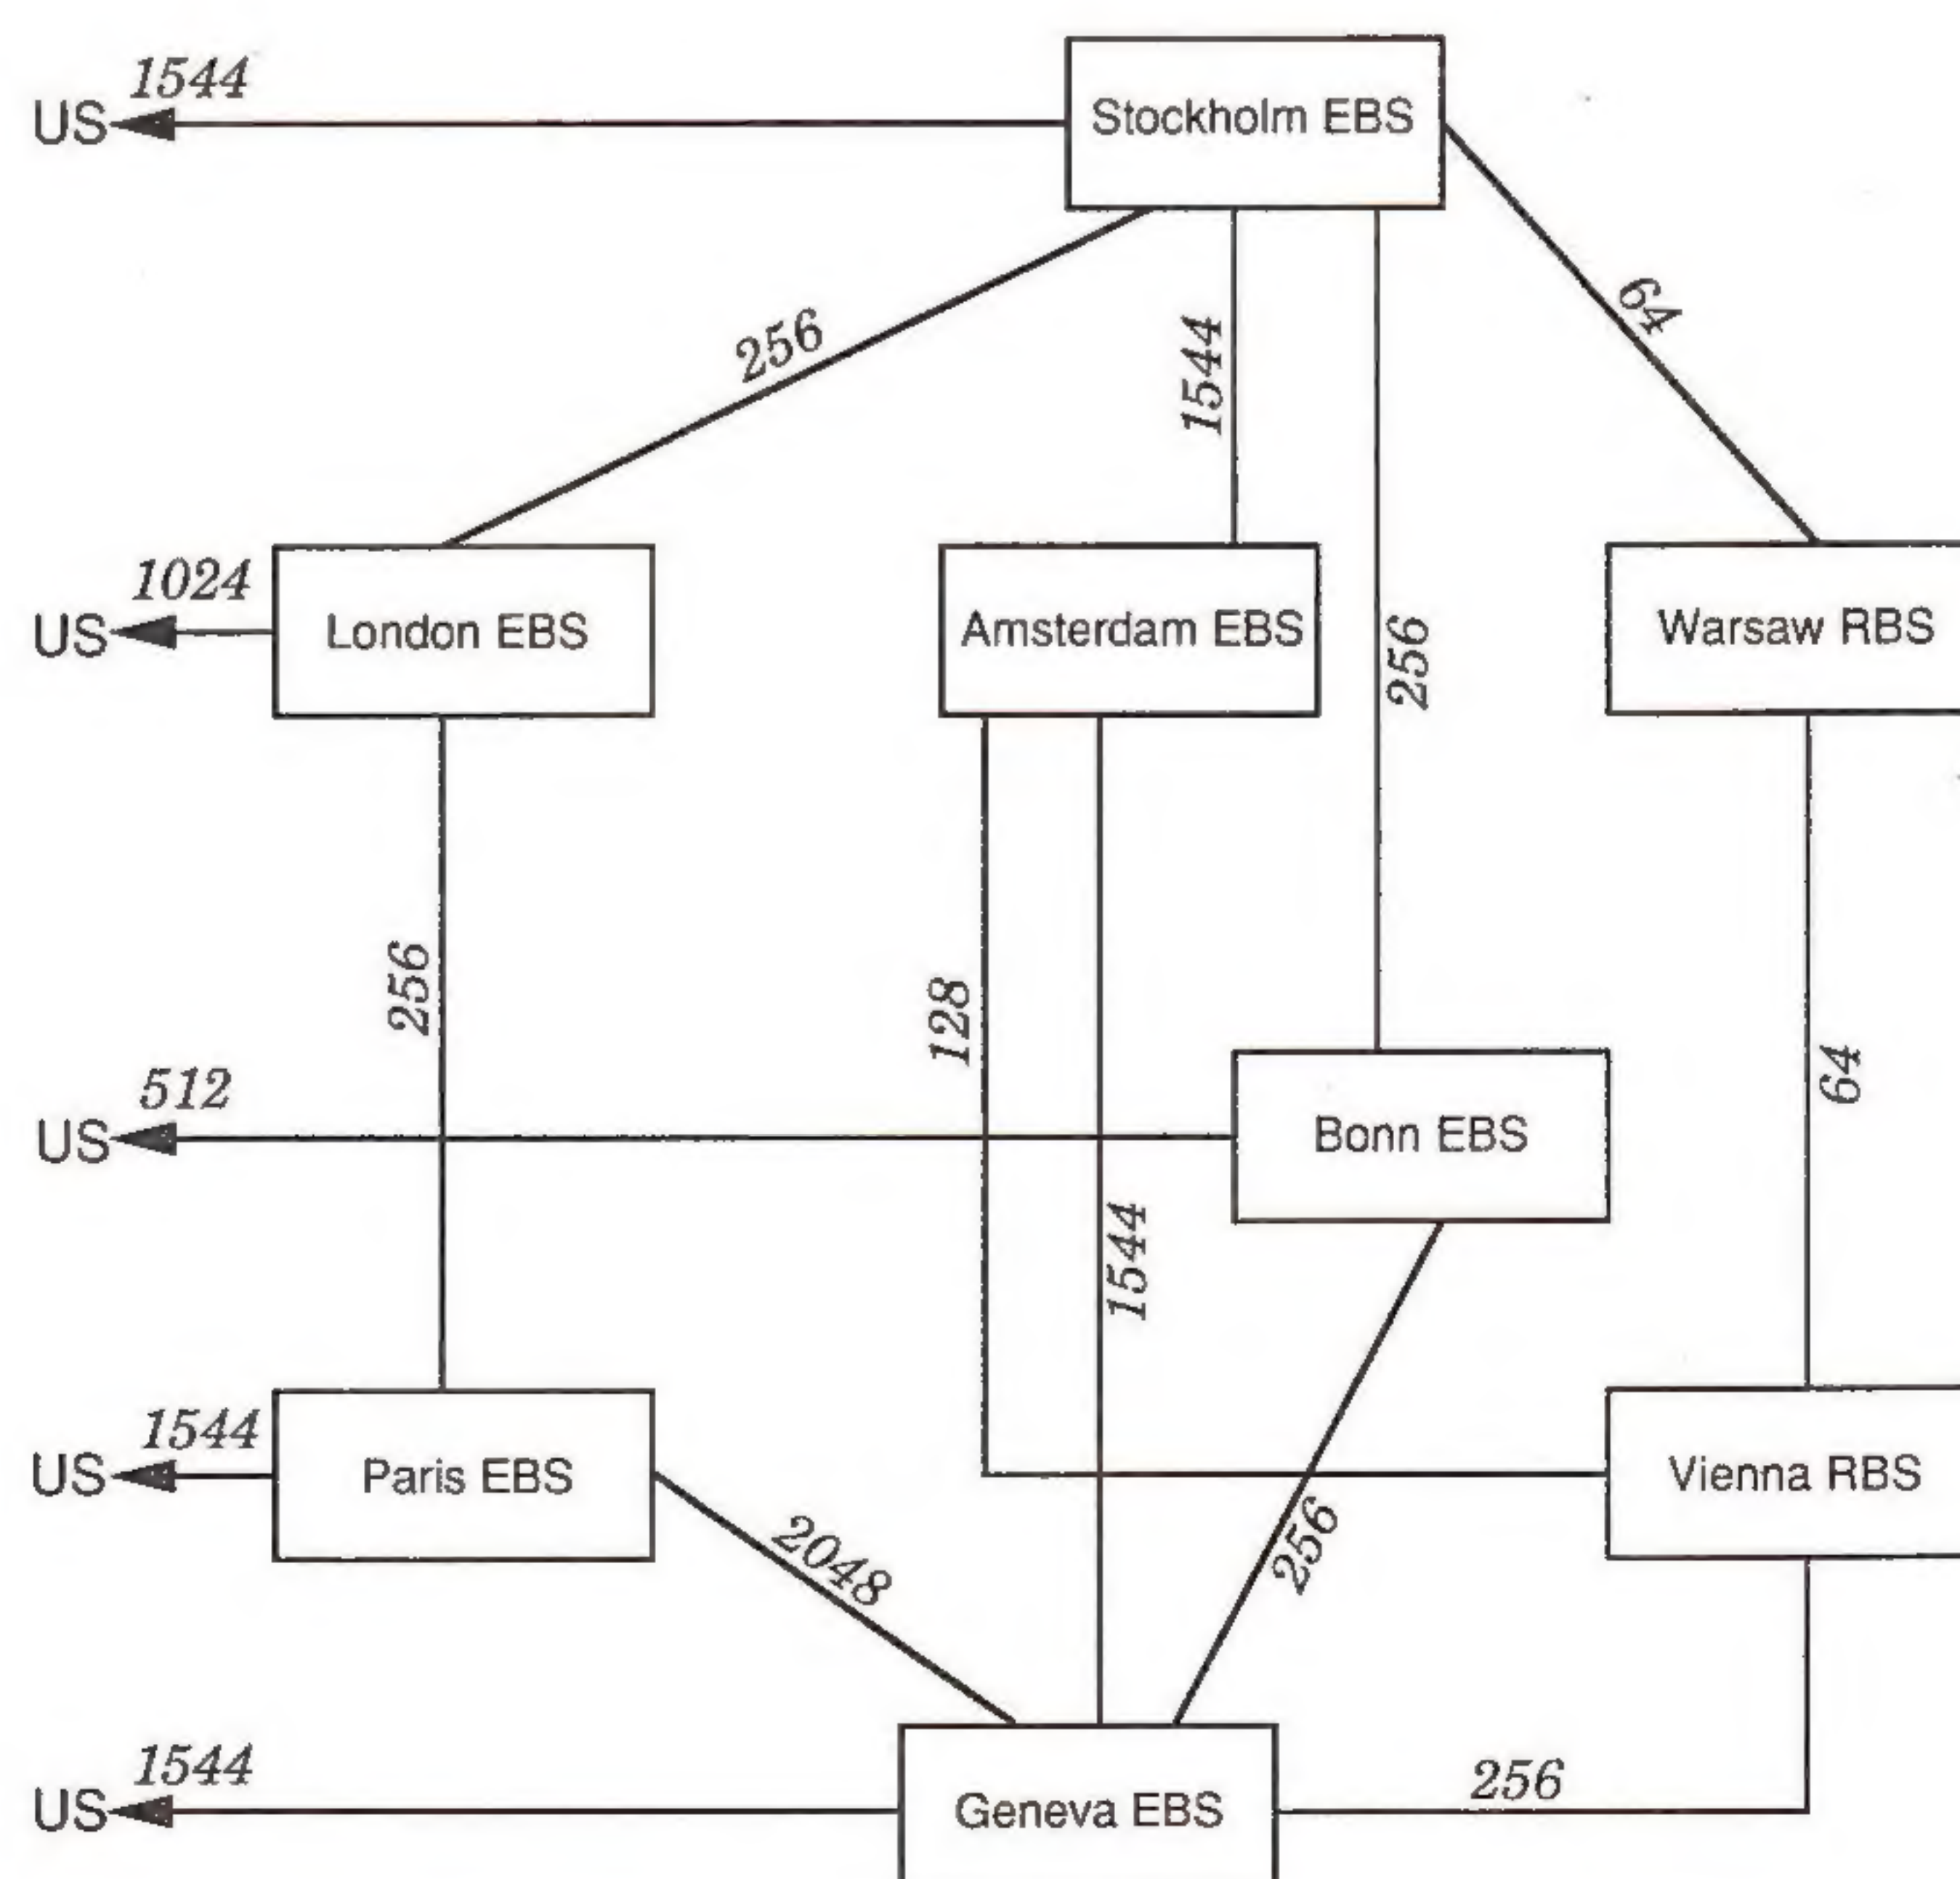 1544
US
Stockholm EBS
256
1544
64
1024
US
London EBS
Amsterdam EBS
256
Warsaw RBS
256
128
64
512
US
Bonn EBS
1544
1544
US
Paris EBS
2048
256
Vienna RBS
1544
US
Geneva EBS
256